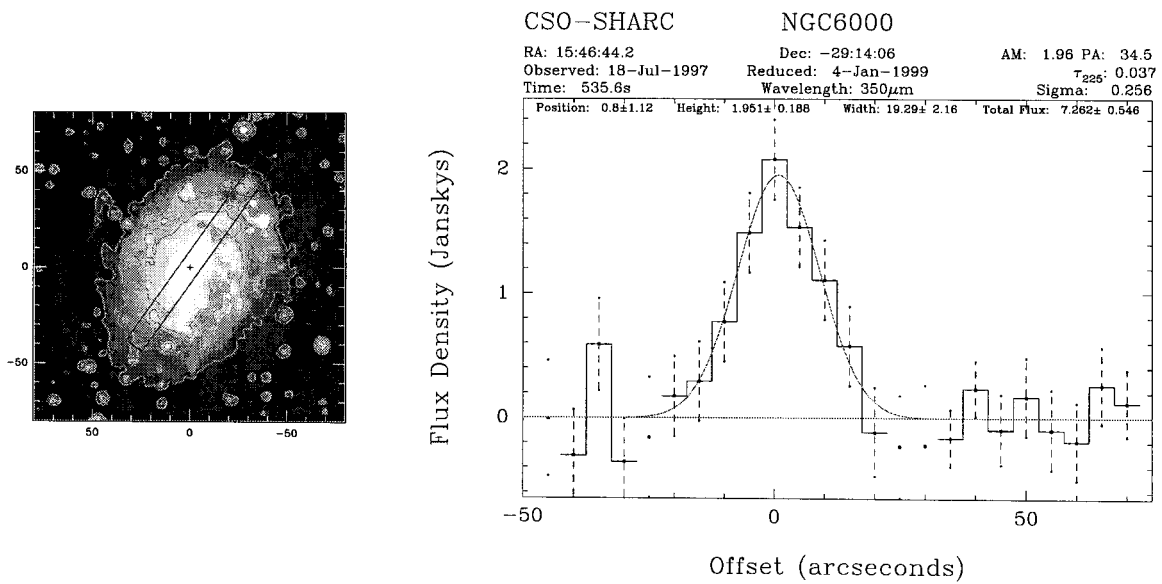 CSO-SHARC NGC6000
RA: 15:46:44.2 Dec: -29:14:06 AM: 1.96 PA: 34.5
Observed: 18-Jul-1997 Reduced: 4-Jan-1999 τ225: 0.037
Time: 535.6s Wavelength: 350μm Sigma: 0.256
Position: 0.8±1.12 Height: 1.951± 0.188 Width: 19.29± 2.16 Total Flux: 7.262± 0.546
50
0
-50
50 0 -50
Flux Density (Janskys)
2
1
0
-50 0 50
Offset (arcseconds)